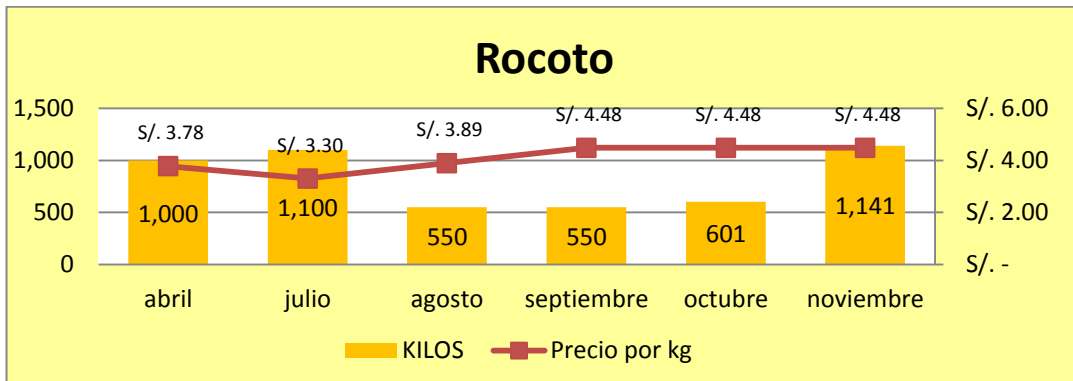 Rocoto
1,500
1,000
500
0
S/. 6.00
S/. 4.00
S/. 2.00
S/. -
S/. 3.78
S/. 3.30
S/. 3.89
S/. 4.48
S/. 4.48
S/. 4.48
1,000
1,100
550
550
601
1,141
abril
julio
agosto
septiembre
octubre
noviembre
KILOS
Precio por kg